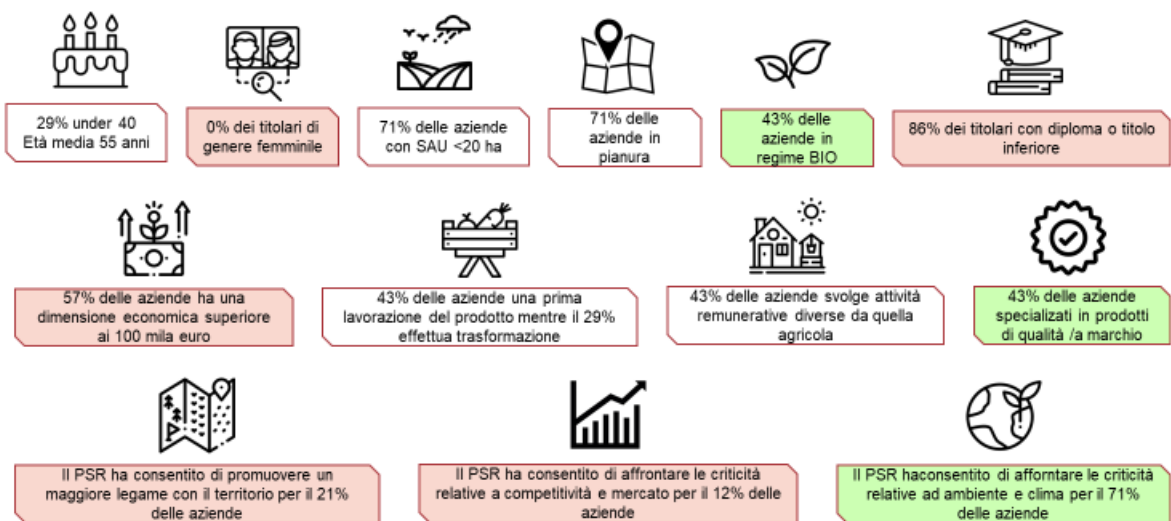 29% under 40
Età media 55 anni
0% dei titolari di
genere femminile
71% delle aziende
con SAU <20 ha
71% delle
aziende in
pianura
43% delle
aziende in
regime BIO
86% dei titolari con diploma o titolo
inferiore
57% delle aziende ha una
dimensione economica superiore
ai 100 mila euro
43% delle aziende una prima
lavorazione del prodotto mentre il 29%
effettua trasformazione
43% delle aziende svolge attività
remunerative diverse da quella
agricola
43% delle aziende
specializati in prodotti
di qualità /a marchio
Il PSR ha consentito di promuovere un
maggiore legame con il territorio per il 21%
delle aziende
Il PSR ha consentito di affrontare le criticità
relative a competitività e mercato per il 12% delle
aziende
Il PSR haconsentito di afforntare le criticità
relative ad ambiente e clima per il 71%
delle aziende